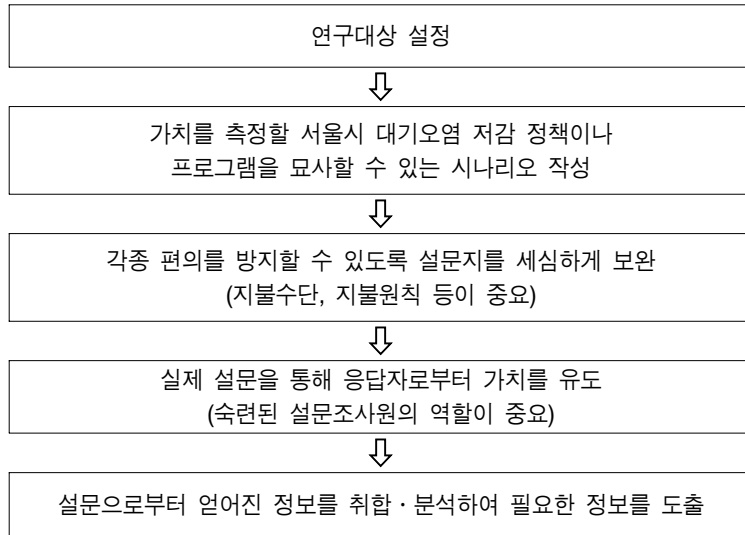 연구대상 설정
가치를 측정할 서울시 대기오염 저감 정책이나
프로그램을 묘사할 수 있는 시나리오 작성
각종 편의를 방지할 수 있도록 설문지를 세심하게 보완
(지불수단, 지불원칙 등이 중요)
실제 설문을 통해 응답자로부터 가치를 유도
(숙련된 설문조사원의 역할이 중요)
설문으로부터 얻어진 정보를 취합·분석하여 필요한 정보를 도출